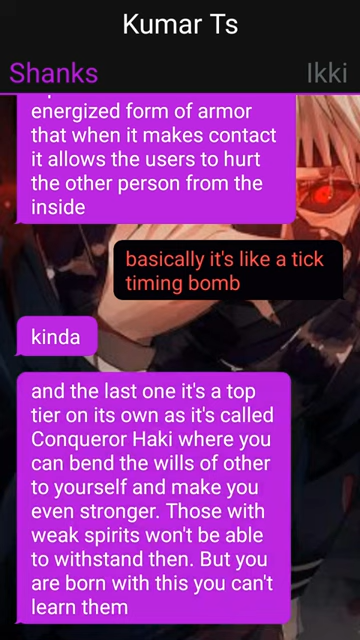 Kumar Ts
Shanks
Ikki
energized form of armor
that when it makes contact
it allows the users to hurt
the other person from the
inside
basically it's like a tick
timing bomb
kinda
and the last one it's a top
tier on its own as it's called
Conqueror Haki where you
can bend the wills of other
to yourself and make you
even stronger. Those with
weak spirits won't be able
to withstand then. But you
are born with this you can't
learn them